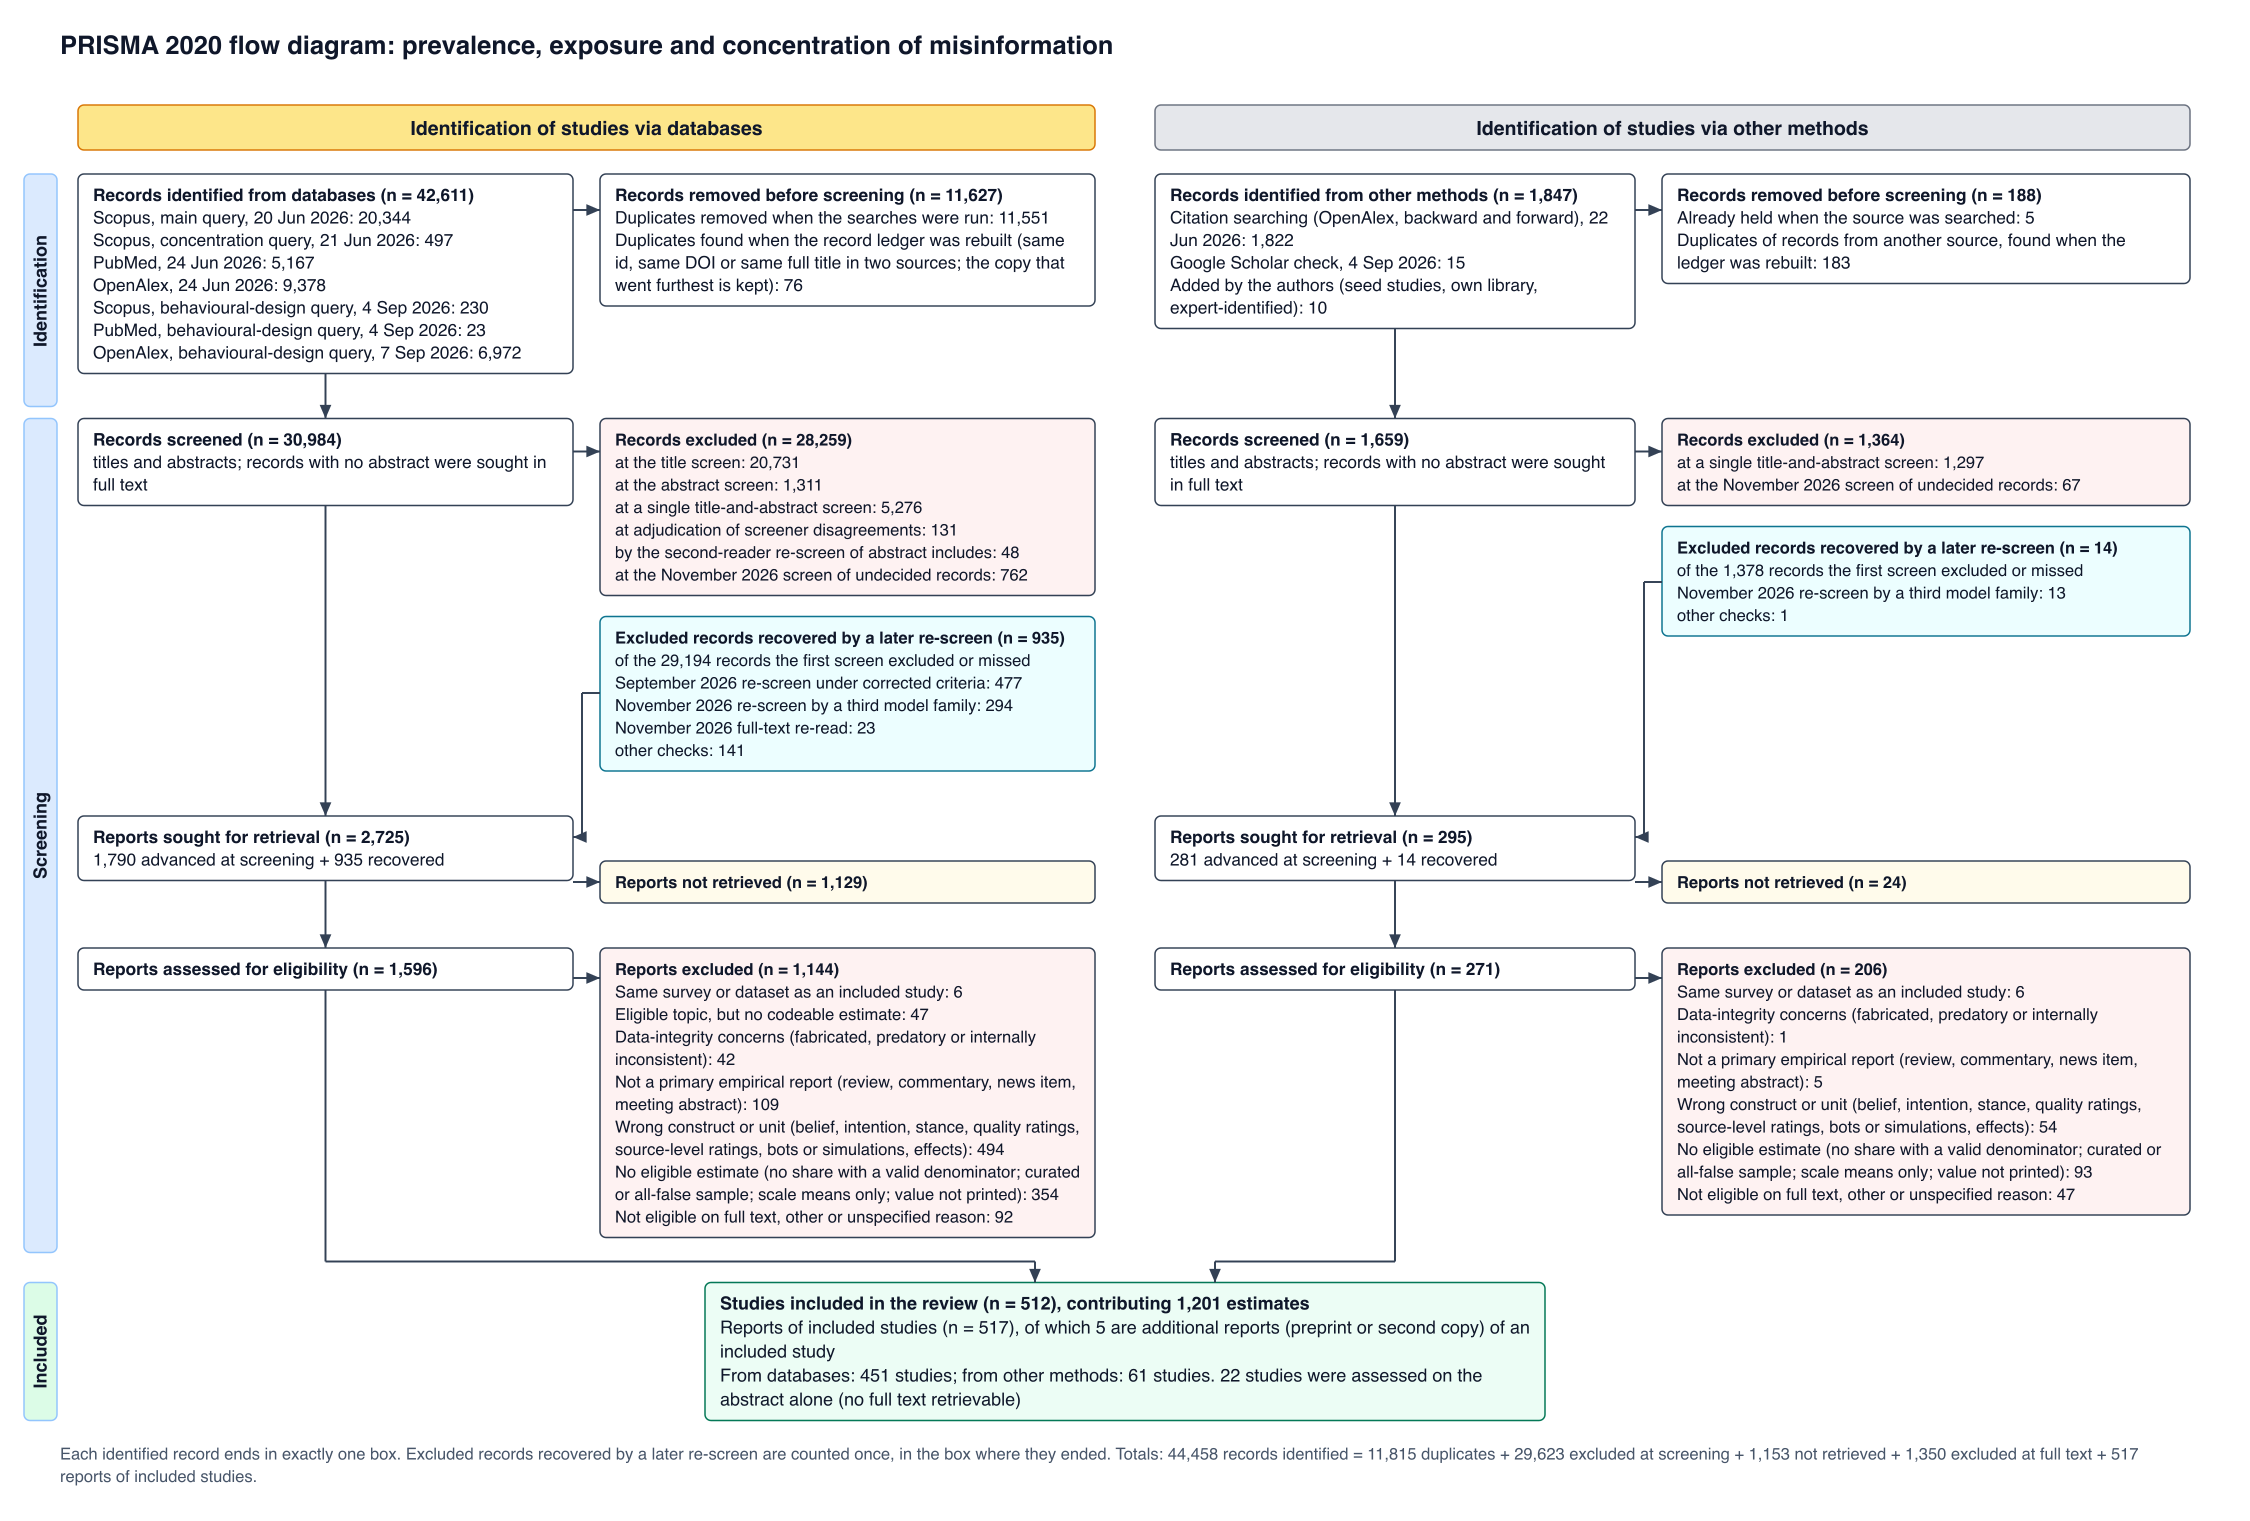 PRISMA 2020 flow diagram: prevalence, exposure and concentration of misinformation
Identification of studies via databases
Identification of studies via other methods
Identification
Records identified from databases (n = 42,611)
Scopus, main query, 20 Jun 2026: 20,344
Scopus, concentration query, 21 Jun 2026: 497
PubMed, 24 Jun 2026: 5,167
OpenAlex, 24 Jun 2026: 9,378
Scopus, behavioural-design query, 4 Sep 2026: 230
PubMed, behavioural-design query, 4 Sep 2026: 23
OpenAlex, behavioural-design query, 7 Sep 2026: 6,972
Records removed before screening (n = 11,627)
Duplicates removed when the searches were run: 11,551
Duplicates found when the record ledger was rebuilt (same
id, same DOI or same full title in two sources; the copy that
went furthest is kept): 76
Records identified from other methods (n = 1,847)
Citation searching (OpenAlex, backward and forward), 22
Jun 2026: 1,822
Google Scholar check, 4 Sep 2026: 15
Added by the authors (seed studies, own library,
expert-identified): 10
Records removed before screening (n = 188)
Already held when the source was searched: 5
Duplicates of records from another source, found when the
ledger was rebuilt: 183
Screening
Records screened (n = 30,984)
titles and abstracts; records with no abstract were sought in
full text
Records excluded (n = 28,259)
at the title screen: 20,731
at the abstract screen: 1,311
at a single title-and-abstract screen: 5,276
at adjudication of screener disagreements: 131
by the second-reader re-screen of abstract includes: 48
at the November 2026 screen of undecided records: 762
Excluded records recovered by a later re-screen (n = 935)
of the 29,194 records the first screen excluded or missed
September 2026 re-screen under corrected criteria: 477
November 2026 re-screen by a third model family: 294
November 2026 full-text re-read: 23
other checks: 141
Records screened (n = 1,659)
titles and abstracts; records with no abstract were sought
in full text
Records excluded (n = 1,364)
at a single title-and-abstract screen: 1,297
at the November 2026 screen of undecided records: 67
Excluded records recovered by a later re-screen (n = 14)
of the 1,378 records the first screen excluded or missed
November 2026 re-screen by a third model family: 13
other checks: 1
Reports sought for retrieval (n = 2,725)
1,790 advanced at screening + 935 recovered
Reports not retrieved (n = 1,129)
Reports sought for retrieval (n = 295)
281 advanced at screening + 14 recovered
Reports not retrieved (n = 24)
Reports assessed for eligibility (n = 1,596)
Reports excluded (n = 1,144)
Same survey or dataset as an included study: 6
Eligible topic, but no codeable estimate: 47
Data-integrity concerns (fabricated, predatory or internally
inconsistent): 42
Not a primary empirical report (review, commentary, news item,
meeting abstract): 109
Wrong construct or unit (belief, intention, stance, quality ratings,
source-level ratings, bots or simulations, effects): 494
No eligible estimate (no share with a valid denominator; curated
or all-false sample; scale means only; value not printed): 354
Not eligible on full text, other or unspecified reason: 92
Reports assessed for eligibility (n = 271)
Reports excluded (n = 206)
Same survey or dataset as an included study: 6
Data-integrity concerns (fabricated, predatory or internally
inconsistent): 1
Not a primary empirical report (review, commentary, news item,
meeting abstract): 5
Wrong construct or unit (belief, intention, stance, quality ratings,
source-level ratings, bots or simulations, effects): 54
No eligible estimate (no share with a valid denominator; curated or
all-false sample; scale means only; value not printed): 93
Not eligible on full text, other or unspecified reason: 47
Included
Studies included in the review (n = 512), contributing 1,201 estimates
Reports of included studies (n = 517), of which 5 are additional reports (preprint or second copy) of an
included study
From databases: 451 studies; from other methods: 61 studies. 22 studies were assessed on the
abstract alone (no full text retrievable)
Each identified record ends in exactly one box. Excluded records recovered by a later re-screen are counted once, in the box where they ended. Totals: 44,458 records identified = 11,815 duplicates + 29,623 excluded at screening + 1,153 not retrieved + 1,350 excluded at full text + 517
reports of included studies.